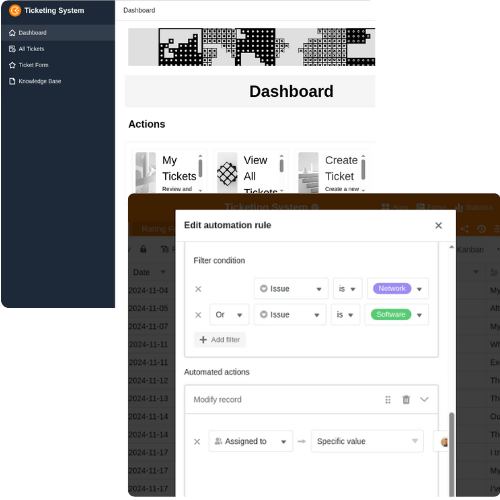 Ticketing System
Dashboard
Dashboard
All Tickets
Ticket Form
Knowledge Base
Dashboard
Actions
My
Tickets
Review and
View
All
Tickets
Create
Ticket
Create a new
Ticketing System
Edit automation rule
Kanban
Filter condition
Date
2024-11-04
Issue
is
Network
2024-11-05
Or
Issue
is
Software
2024-11-07
Add filter
2024-11-11
2024-11-11
Automated actions
2024-11-12
Modify record
2024-11-13
2024-11-14
2024-11-14
Assigned to
Specific value
2024-11-17
2024-11-17
2024-11-17